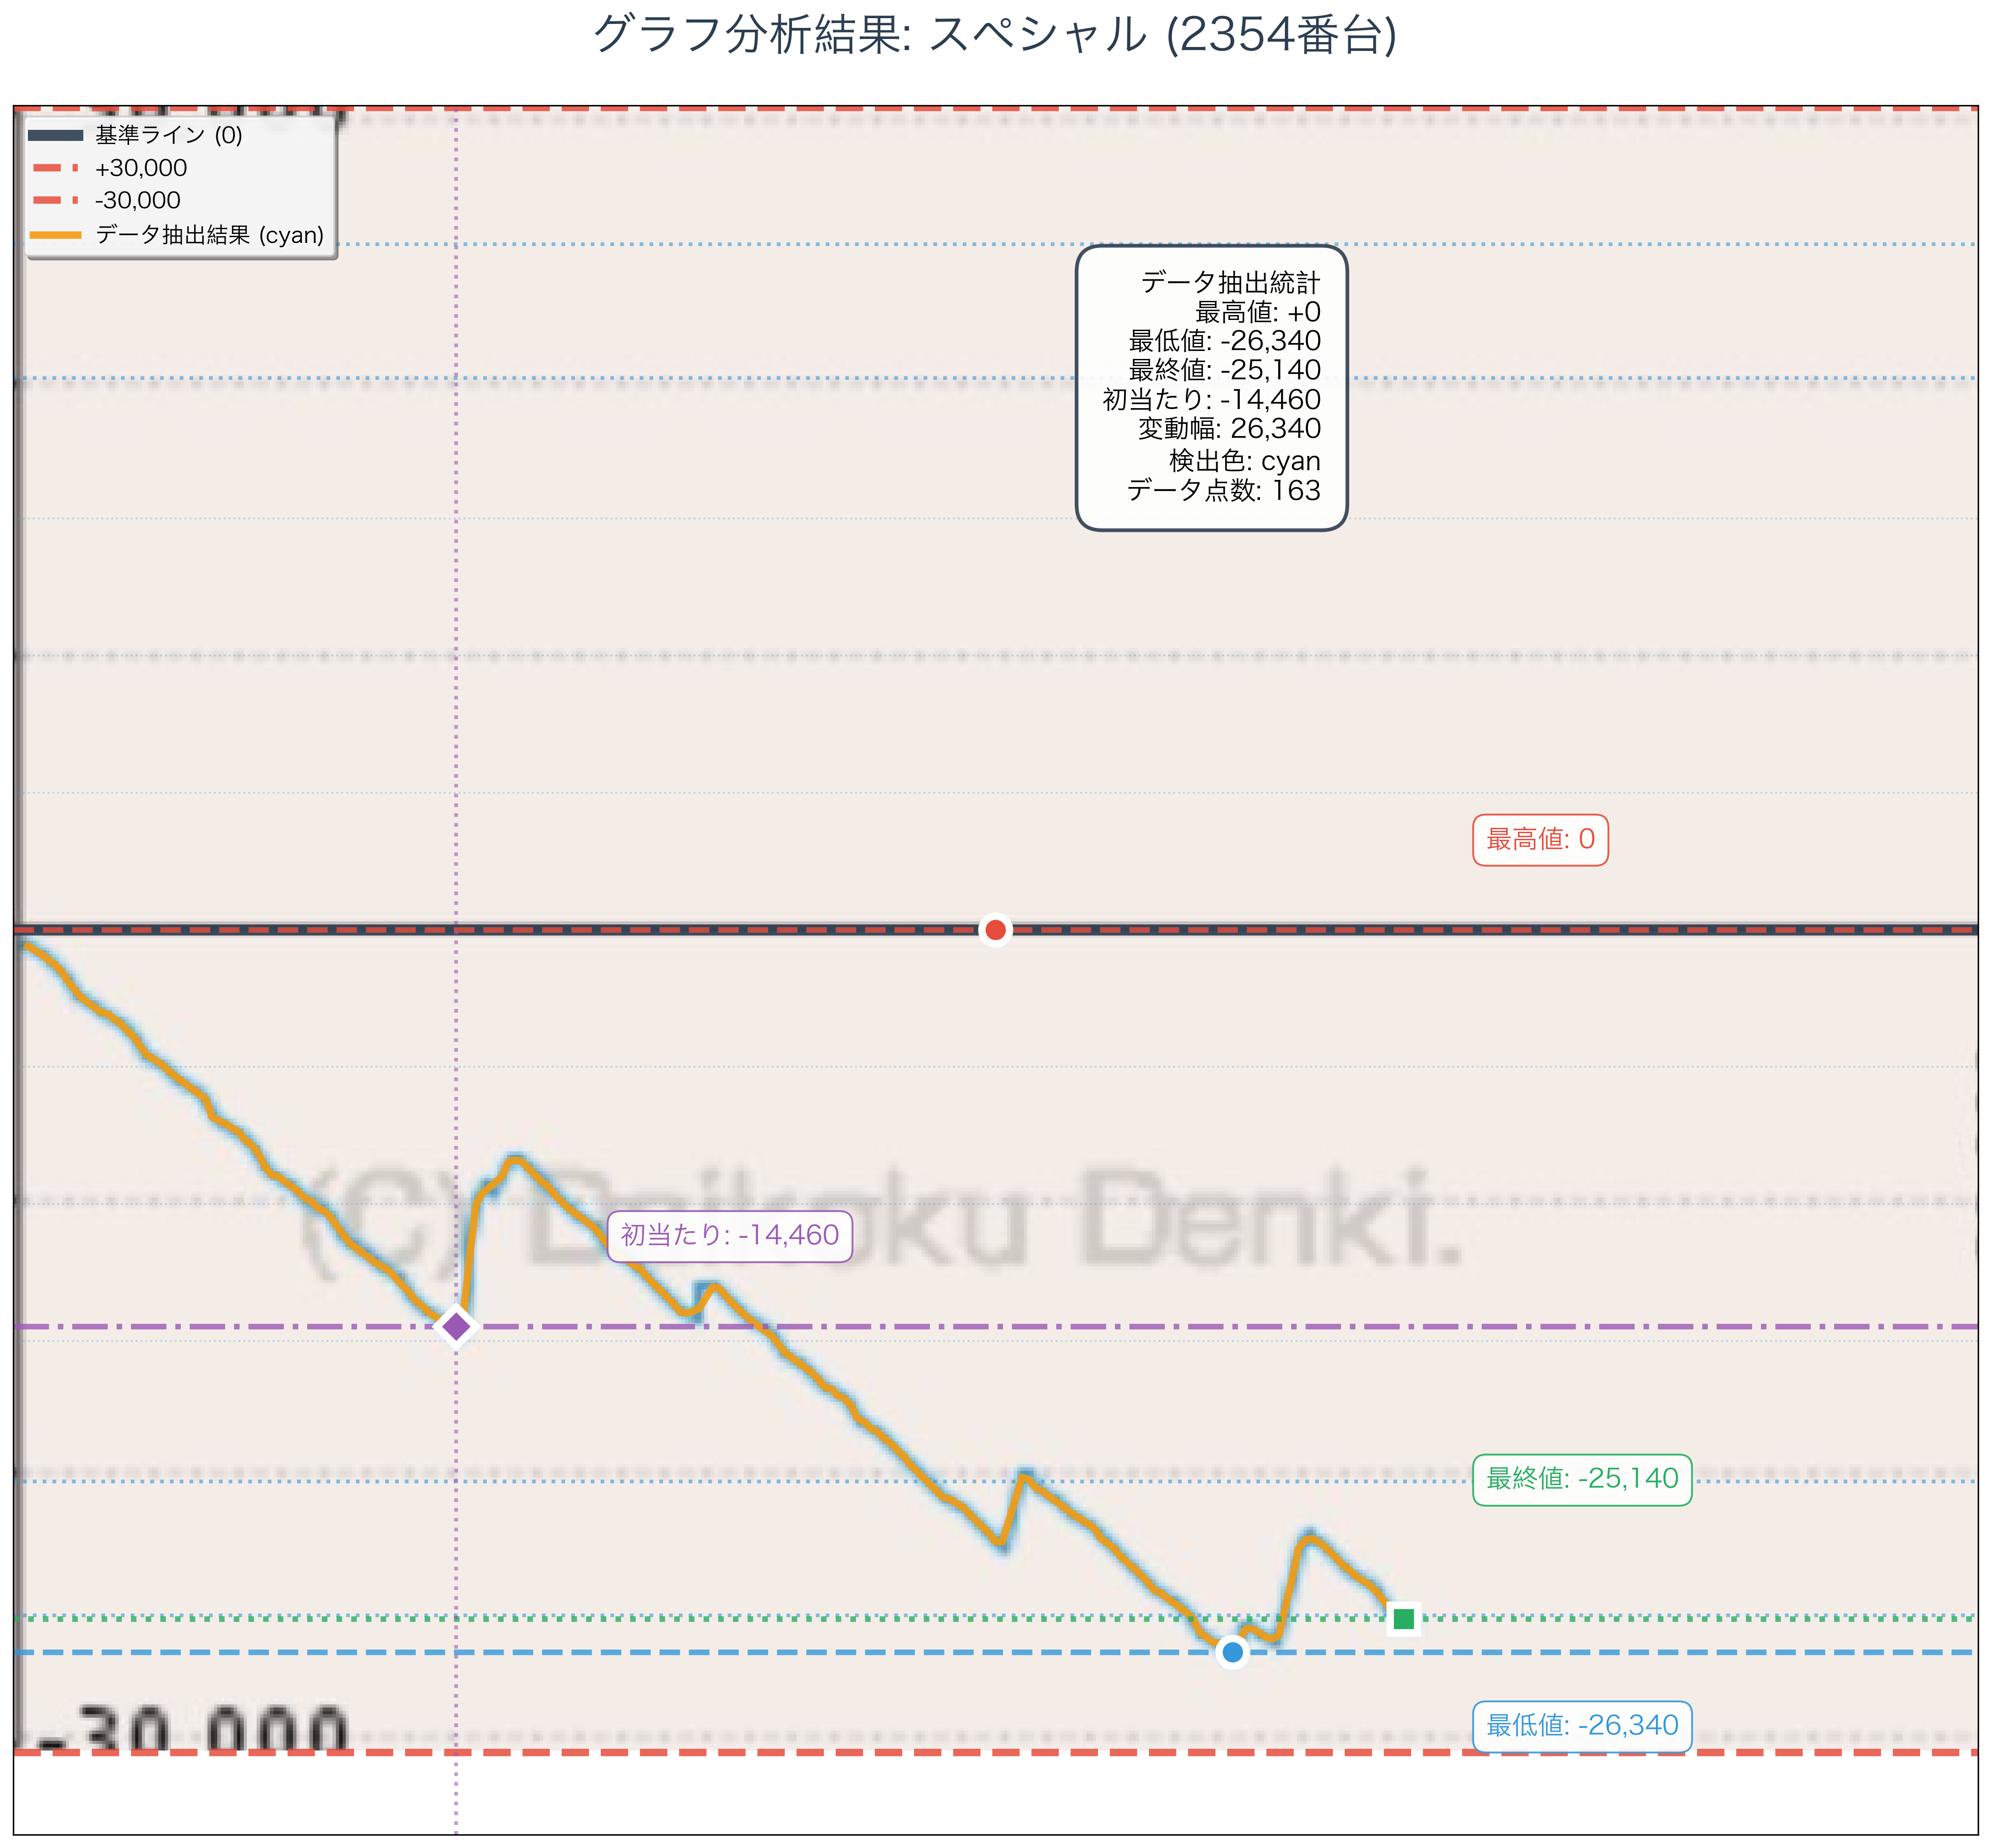 グラフ分析結果: スペシャル (2354番台)
基準ライン (0)
+30,000
-30,000
データ抽出結果 (cyan)
データ抽出統計
最高値: +0
最低値: -26,340
最終値: -25,140
初当たり: -14,460
変動幅: 26,340
検出色: cyan
データ点数: 163
最高値: 0
(C) Daikoku Denki.
初当たり: -14,460
最終値: -25,140
-30,000
最低値: -26,340